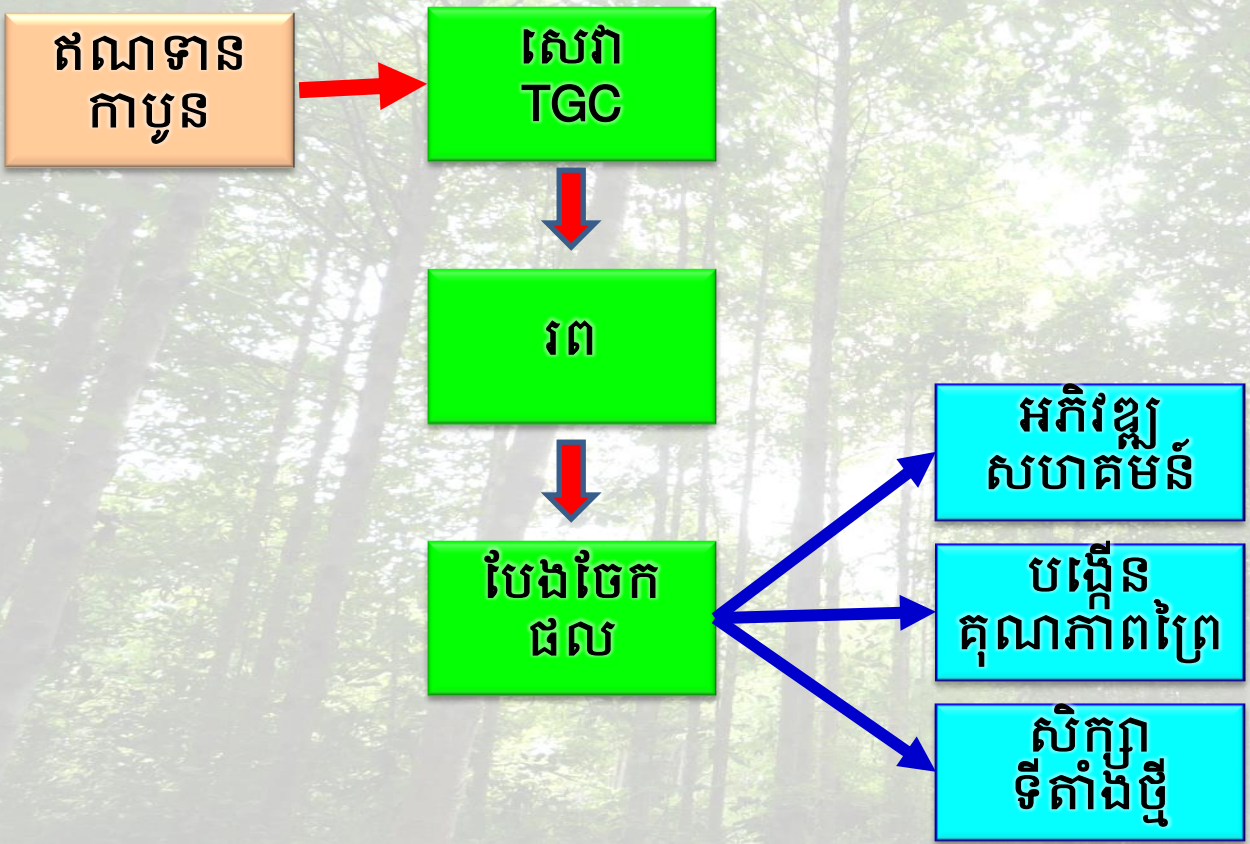 ឥណទាន
កាបូន
សេវា
TGC
រព
បែងចែក
ផល
អភិវឌ្ឍ
សហគមន៍
បង្កើន
គុណភាពព្រៃ
សិក្សា
ទីតាំងថ្មី